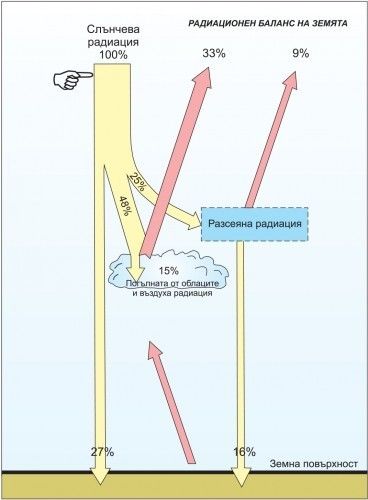 РАДИАЦИОНЕН БАЛАНС НА ЗЕМЯТА
Слънчева
радиация
100%
33%
9%
25%
48%
Разсеяна радиация
15%
Погълната от облаците
и въздуха радиация
27%
16%
Земна повърхност